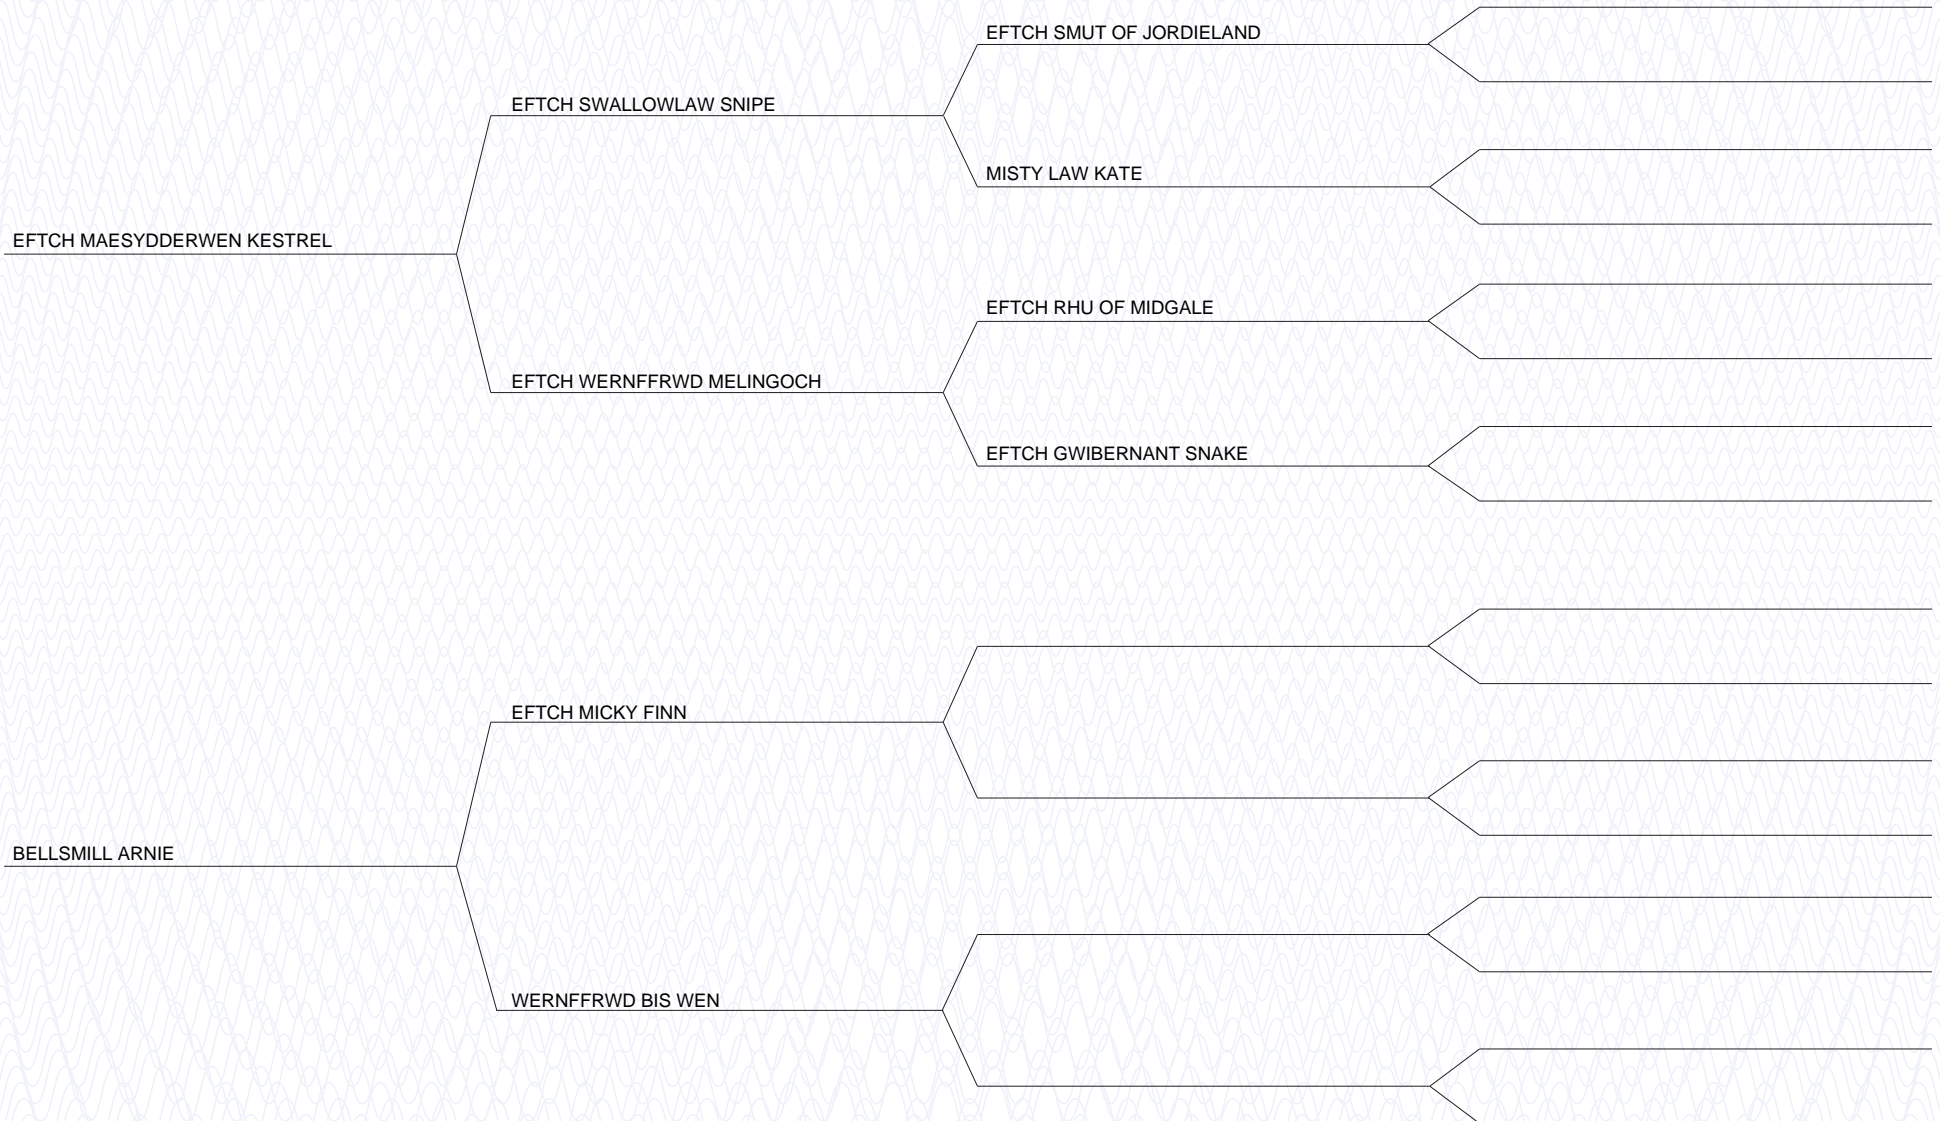 EFTCH SMUT OF JORDIELAND
EFTCH SWALLOWLAW SNIPE
MISTY LAW KATE
EFTCH MAESYDDERWEN KESTREL
EFTCH RHU OF MIDGALE
EFTCH WERNFFRWD MELINGOCH
EFTCH GWIBERNANT SNAKE
EFTCH MICKY FINN
BELLSMILL ARNIE
WERNFFRWD BIS WEN